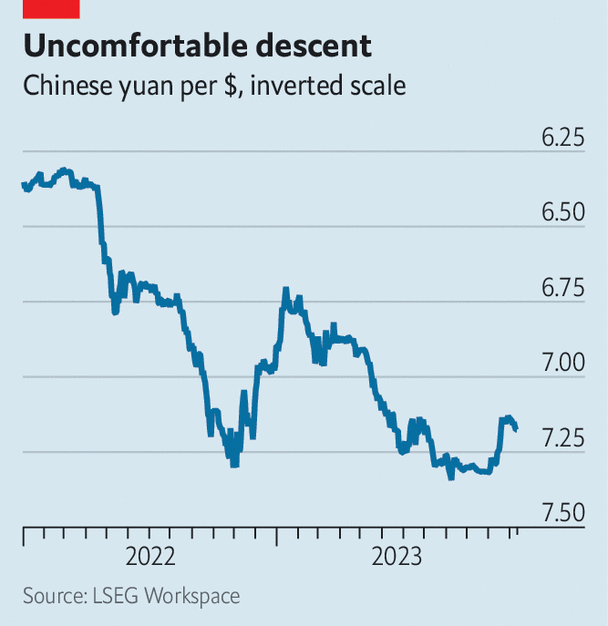 Uncomfortable descent
Chinese yuan per $, inverted scale
6.25
6.50
6.75
7.00
7.25
7.50
2022
2023
Source: LSEG Workspace